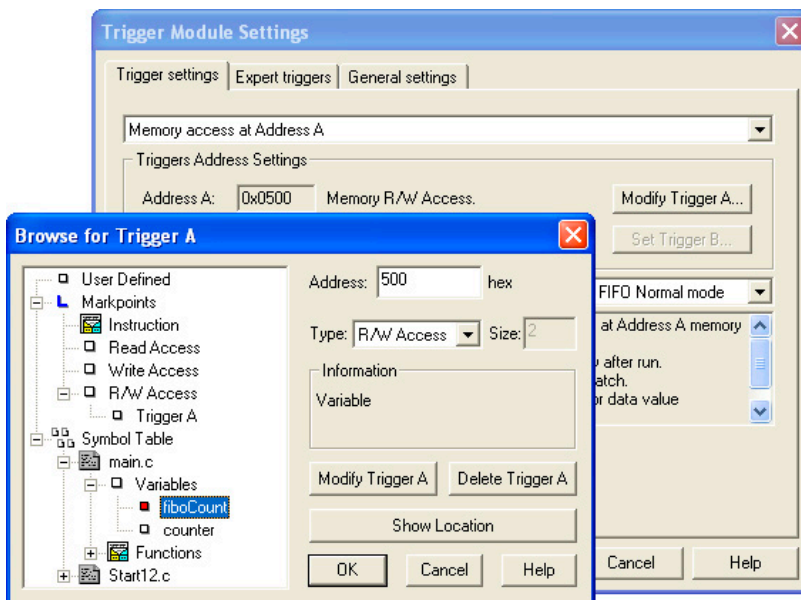 Trigger Module Settings
Trigger settings
Expert triggers
General settings
Memory access at Address A
Triggers Address Settings
Address A: 0x0500 Memory R/W Access.
Modify Trigger A...
Set Trigger B...
FIFO Normal mode
at Address A memory
after run.
or data value
Cancel
Help
Browse for Trigger A
User Defined
Markpoints
Instruction
Read Access
Write Access
R/W Access
Trigger A
Symbol Table
main.c
Variables
fiboCount
counter
Functions
Start12.c
Address: 500 hex
Type: R/W Access Size: 2
Information
Variable
Modify Trigger A
Delete Trigger A
Show Location
OK
Cancel
Help